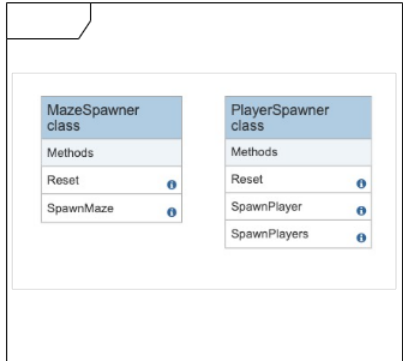 MazeSpawner
class
Methods
Reset
SpawnMaze
PlayerSpawner
class
Methods
Reset
SpawnPlayer
SpawnPlayers